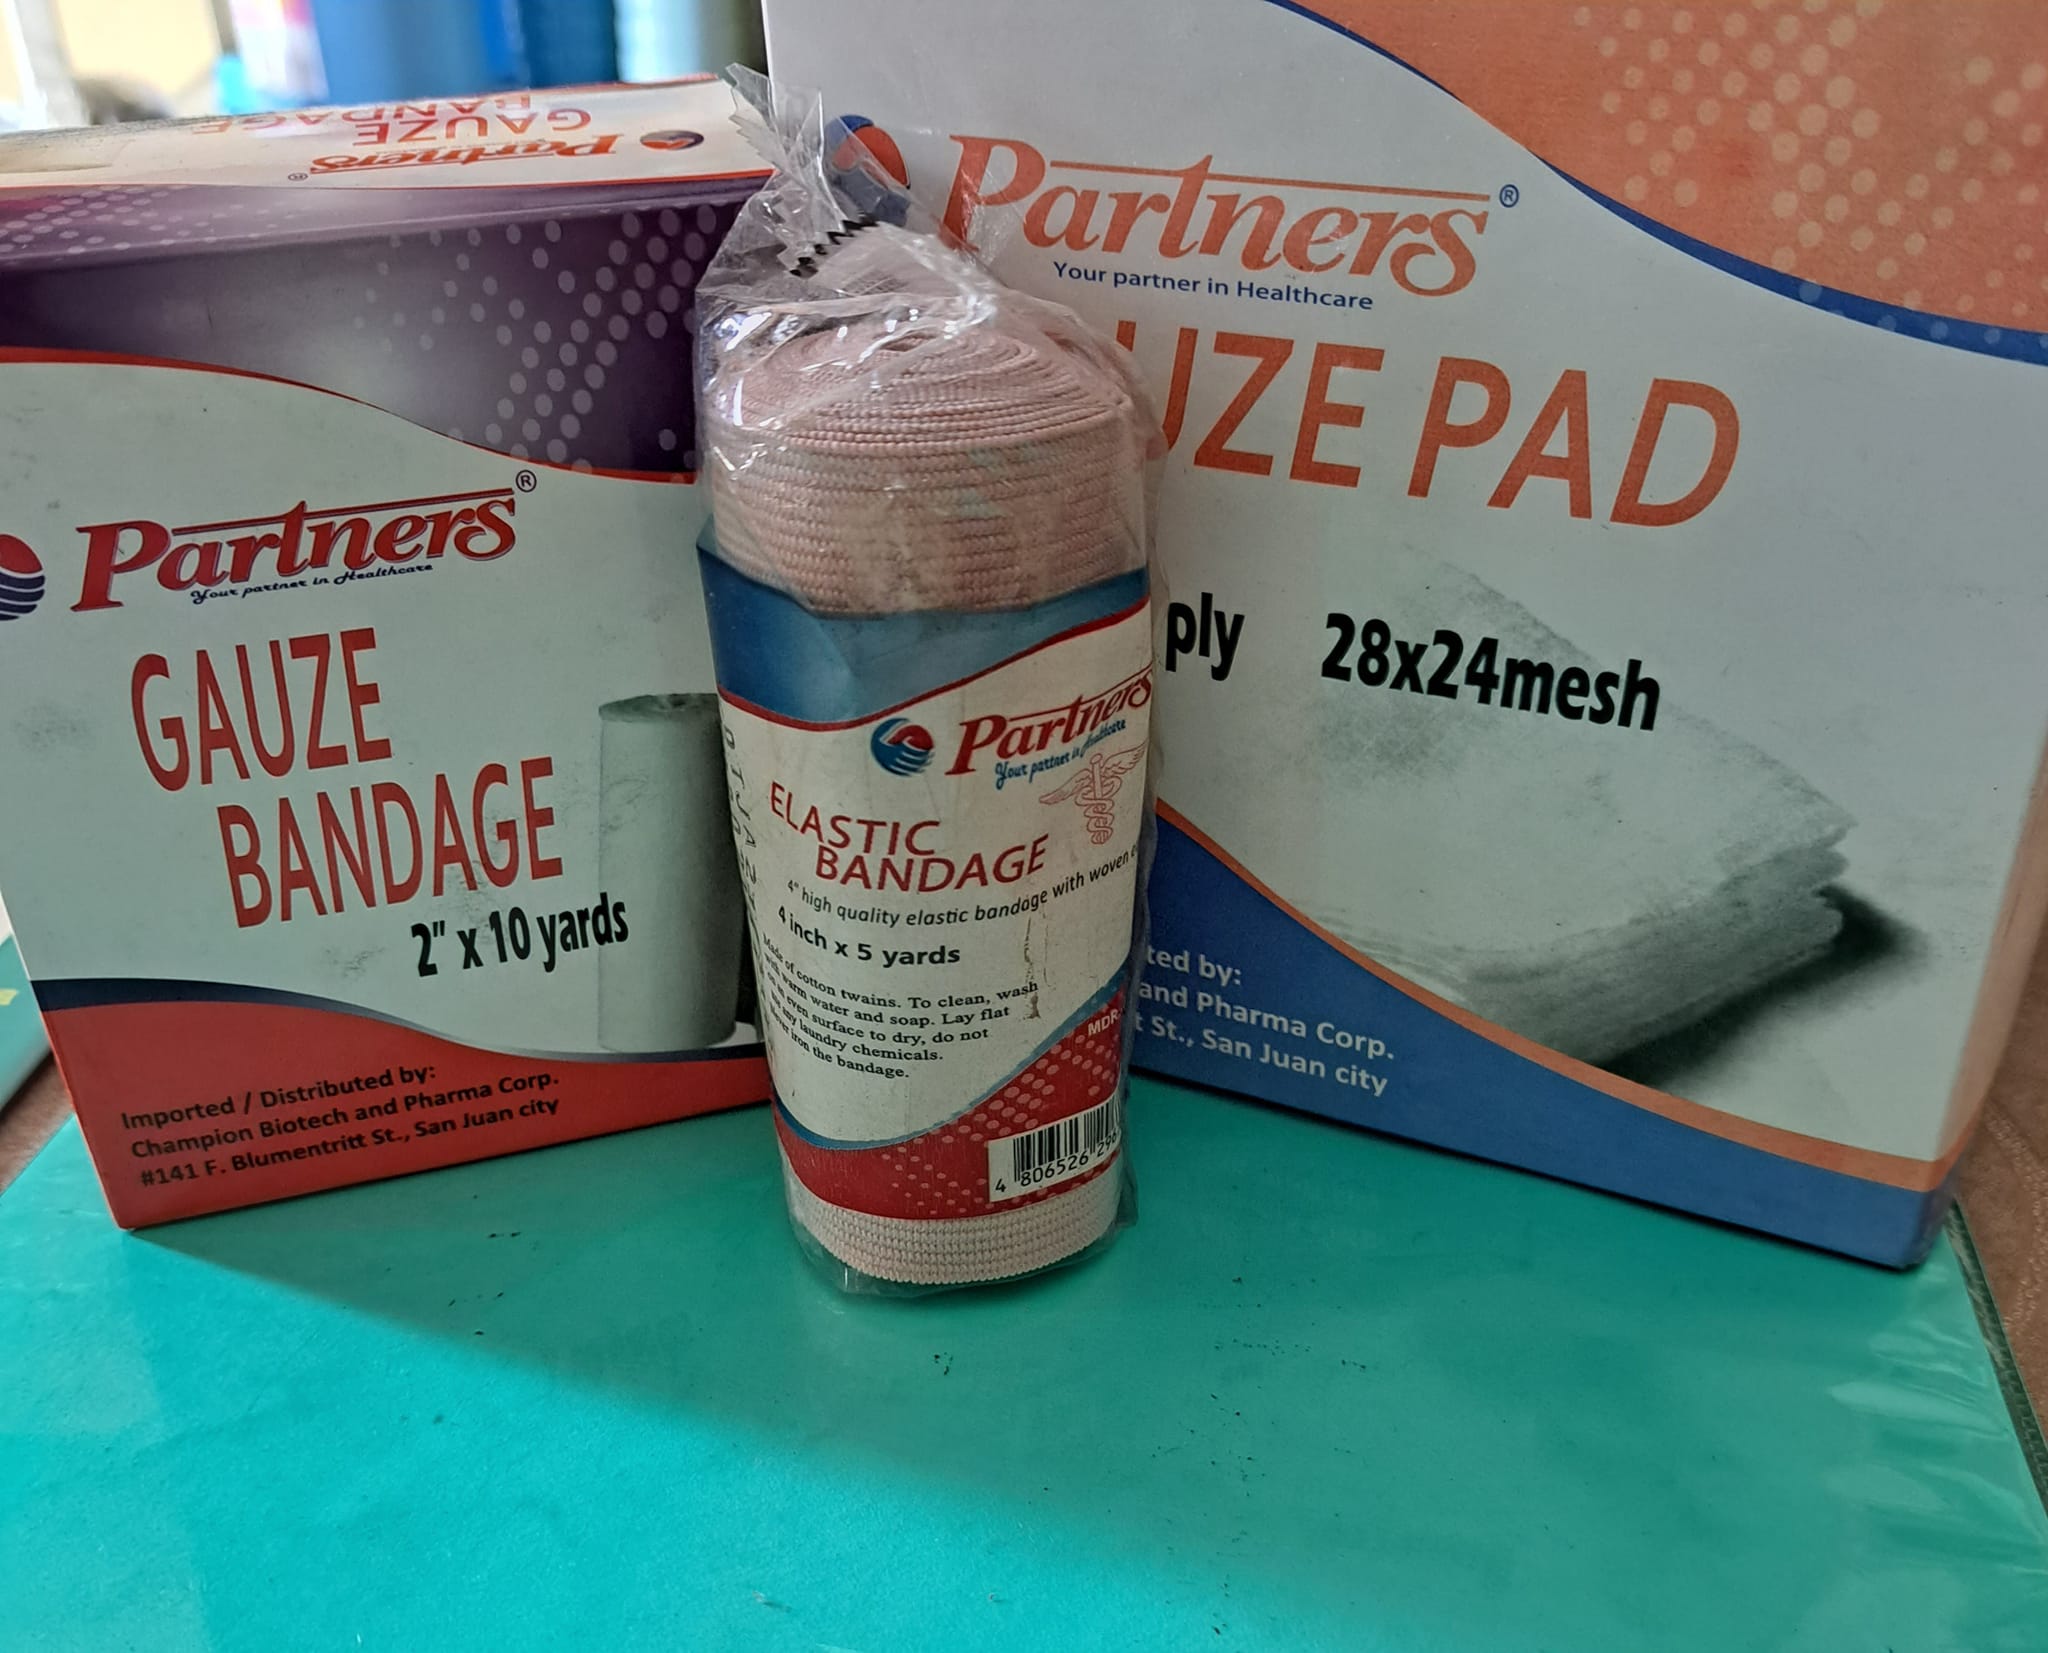 GAUZE
BANDAGE
Partners®
Partners®
Your partner in Healthcare
GAUZE
BANDAGE
2" x 10 yards
Imported / Distributed by:
Champion Biotech and Pharma Corp.
#141 F. Blumentritt St., San Juan city
Partners
Your partner in Healthcare
ELASTIC
BANDAGE
4" high quality elastic bandage with woven
4 inch x 5 yards
Made of cotton twains. To clean, wash
with warm water and soap. Lay flat
on an even surface to dry, do not
use any laundry chemicals.
Never iron the bandage.
MDR
4 806526 296
Partners®
Your partner in Healthcare
UZE PAD
ply 28x24mesh
ted by:
and Pharma Corp.
t St., San Juan city